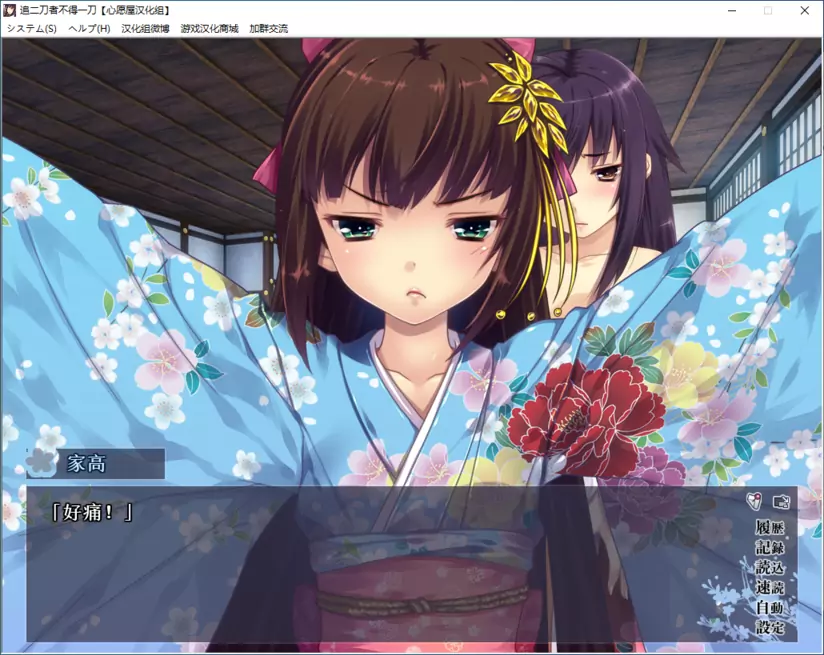 追二刀者不得一刀【心愿屋汉化组】
システム(S) ヘルプ(H) 汉化组微博 游戏汉化商城 加群交流
家高
「好痛！」
履歴
記録
読込
速読
自動
設定